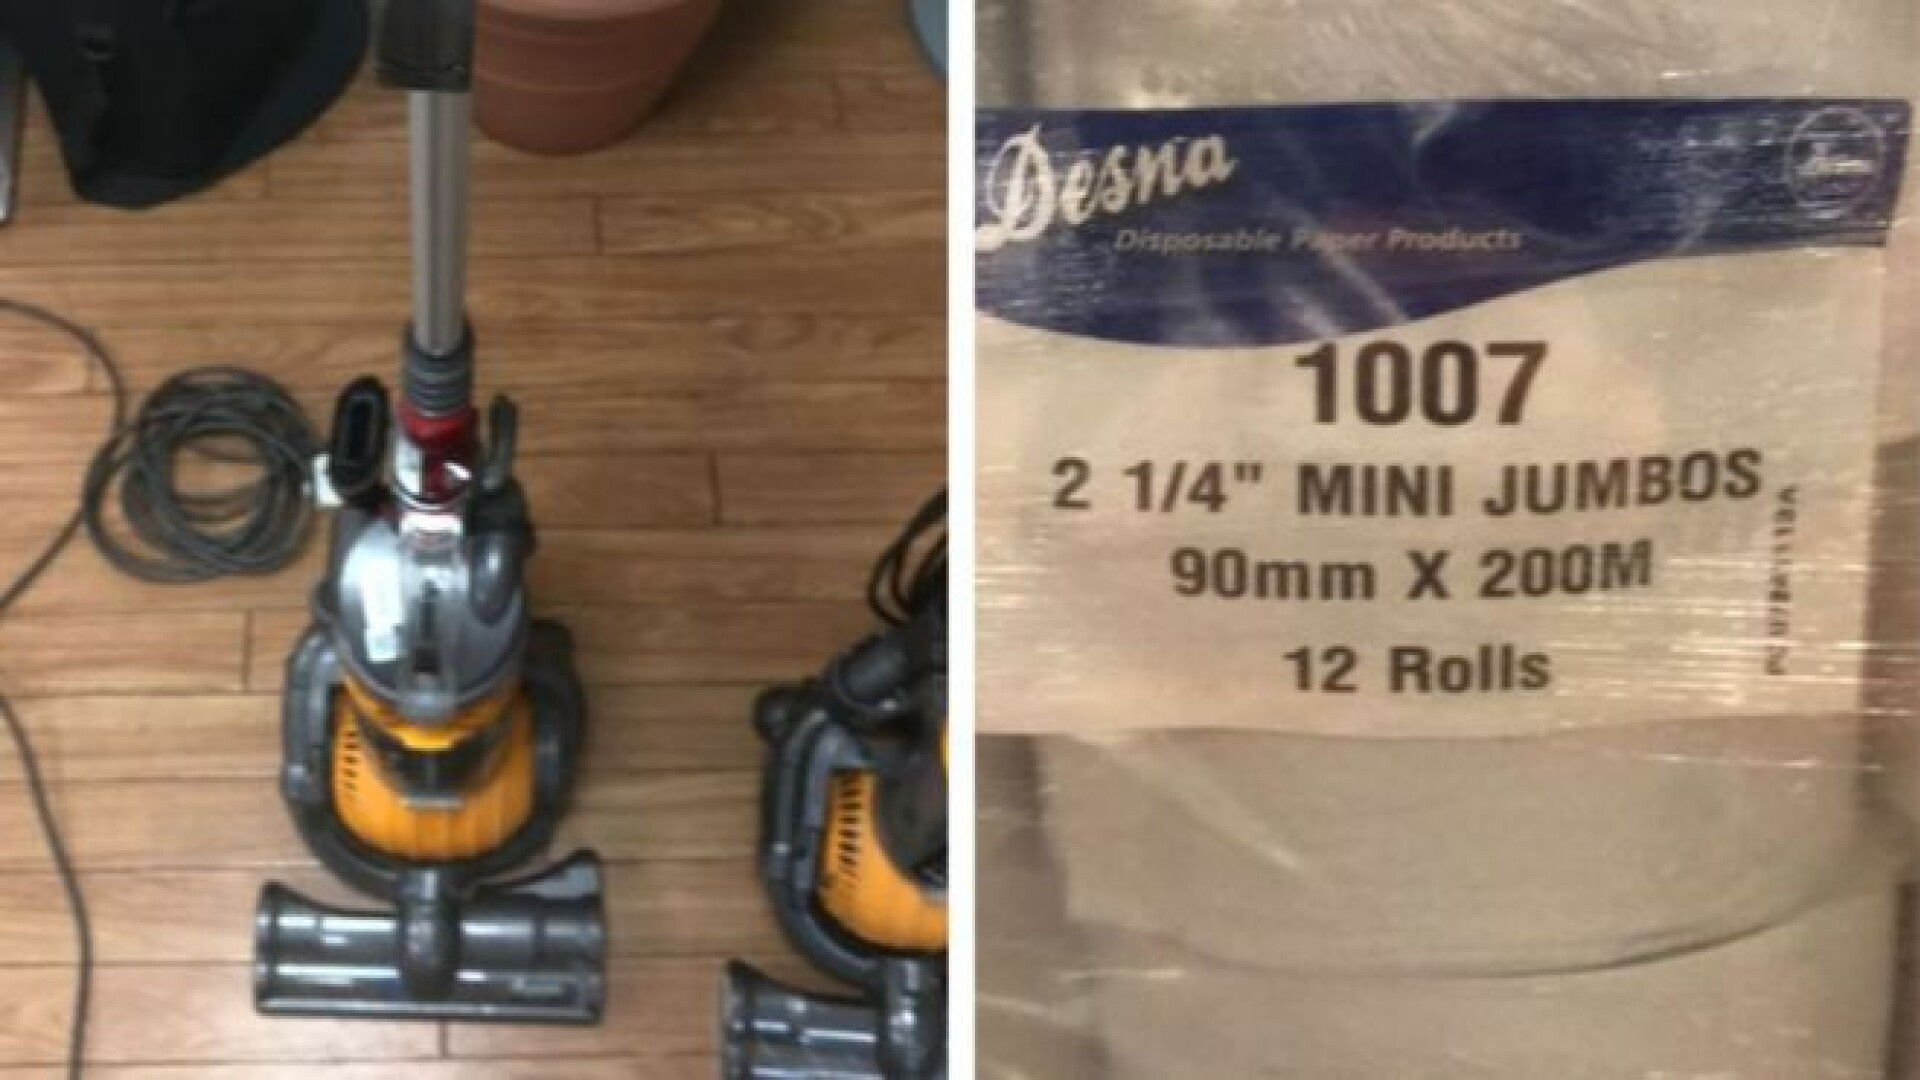 Desna
Disposable Paper Products
1007
2 1/4" MINI JUMBOS
90mm X 200M
12 Rolls